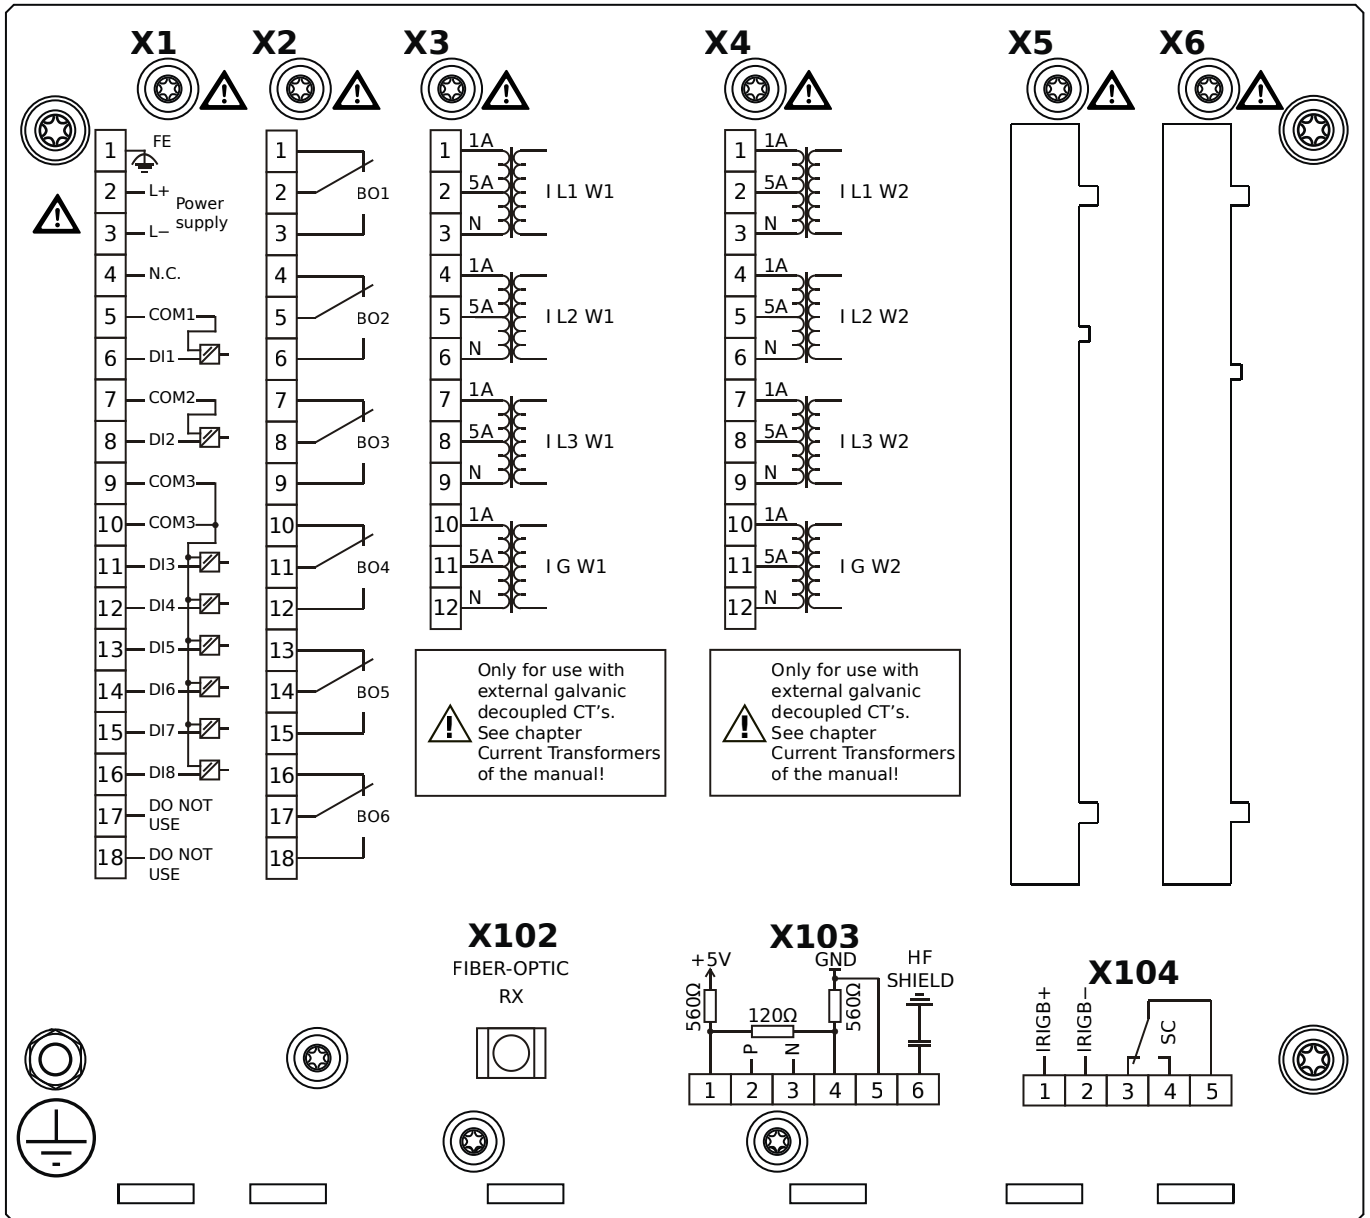 X1
X2
X3
X4
X5
X6
1
FE
2
L+
Power
supply
3
L−
4
N.C.
5
COM1
6
DI1
7
COM2
8
DI2
9
COM3
10
COM3
11
DI3
12
DI4
13
DI5
14
DI6
15
DI7
16
DI8
17
DO NOT
USE
18
DO NOT
USE
1
2
BO1
3
4
5
BO2
6
7
8
BO3
9
10
11
BO4
12
13
14
BO5
15
16
17
BO6
18
1
1A
2
5A
I L1 W1
3
N
4
1A
5
5A
I L2 W1
6
N
7
1A
8
5A
I L3 W1
9
N
10
1A
11
5A
I G W1
12
N
Only for use with
external galvanic
decoupled CT's.
See chapter
Current Transformers
of the manual!
1
1A
2
5A
I L1 W2
3
N
4
1A
5
5A
I L2 W2
6
N
7
1A
8
5A
I L3 W2
9
N
10
1A
11
5A
I G W2
12
N
Only for use with
external galvanic
decoupled CT's.
See chapter
Current Transformers
of the manual!
X102
FIBER-OPTIC
RX
X103
+5V
GND
HF
SHIELD
560Ω
120Ω
560Ω
P
N
1 2 3 4 5 6
X104
IRIGB+
IRIGB−
SC
1 2 3 4 5